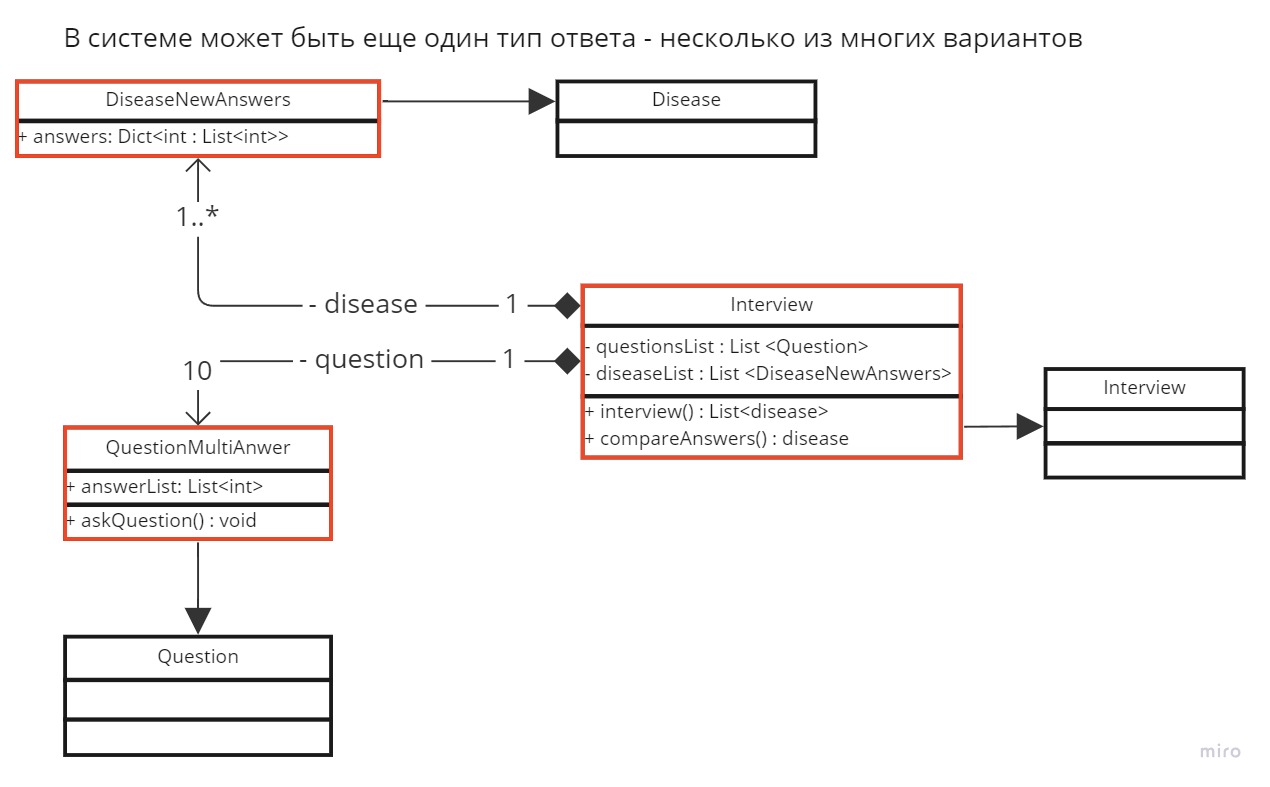 В системе может быть еще один тип ответа - несколько из многих вариантов
DiseaseNewAnswers
+ answers: Dict<int : List<int>>
Disease
1..*
- disease
1
- question
1
10
Interview
- questionsList : List <Question>
- diseaseList : List <DiseaseNewAnswers>
+ interview() : List<disease>
+ compareAnswers() : disease
Interview
QuestionMultiAnwer
+ answerList: List<int>
+ askQuestion() : void
Question
miro